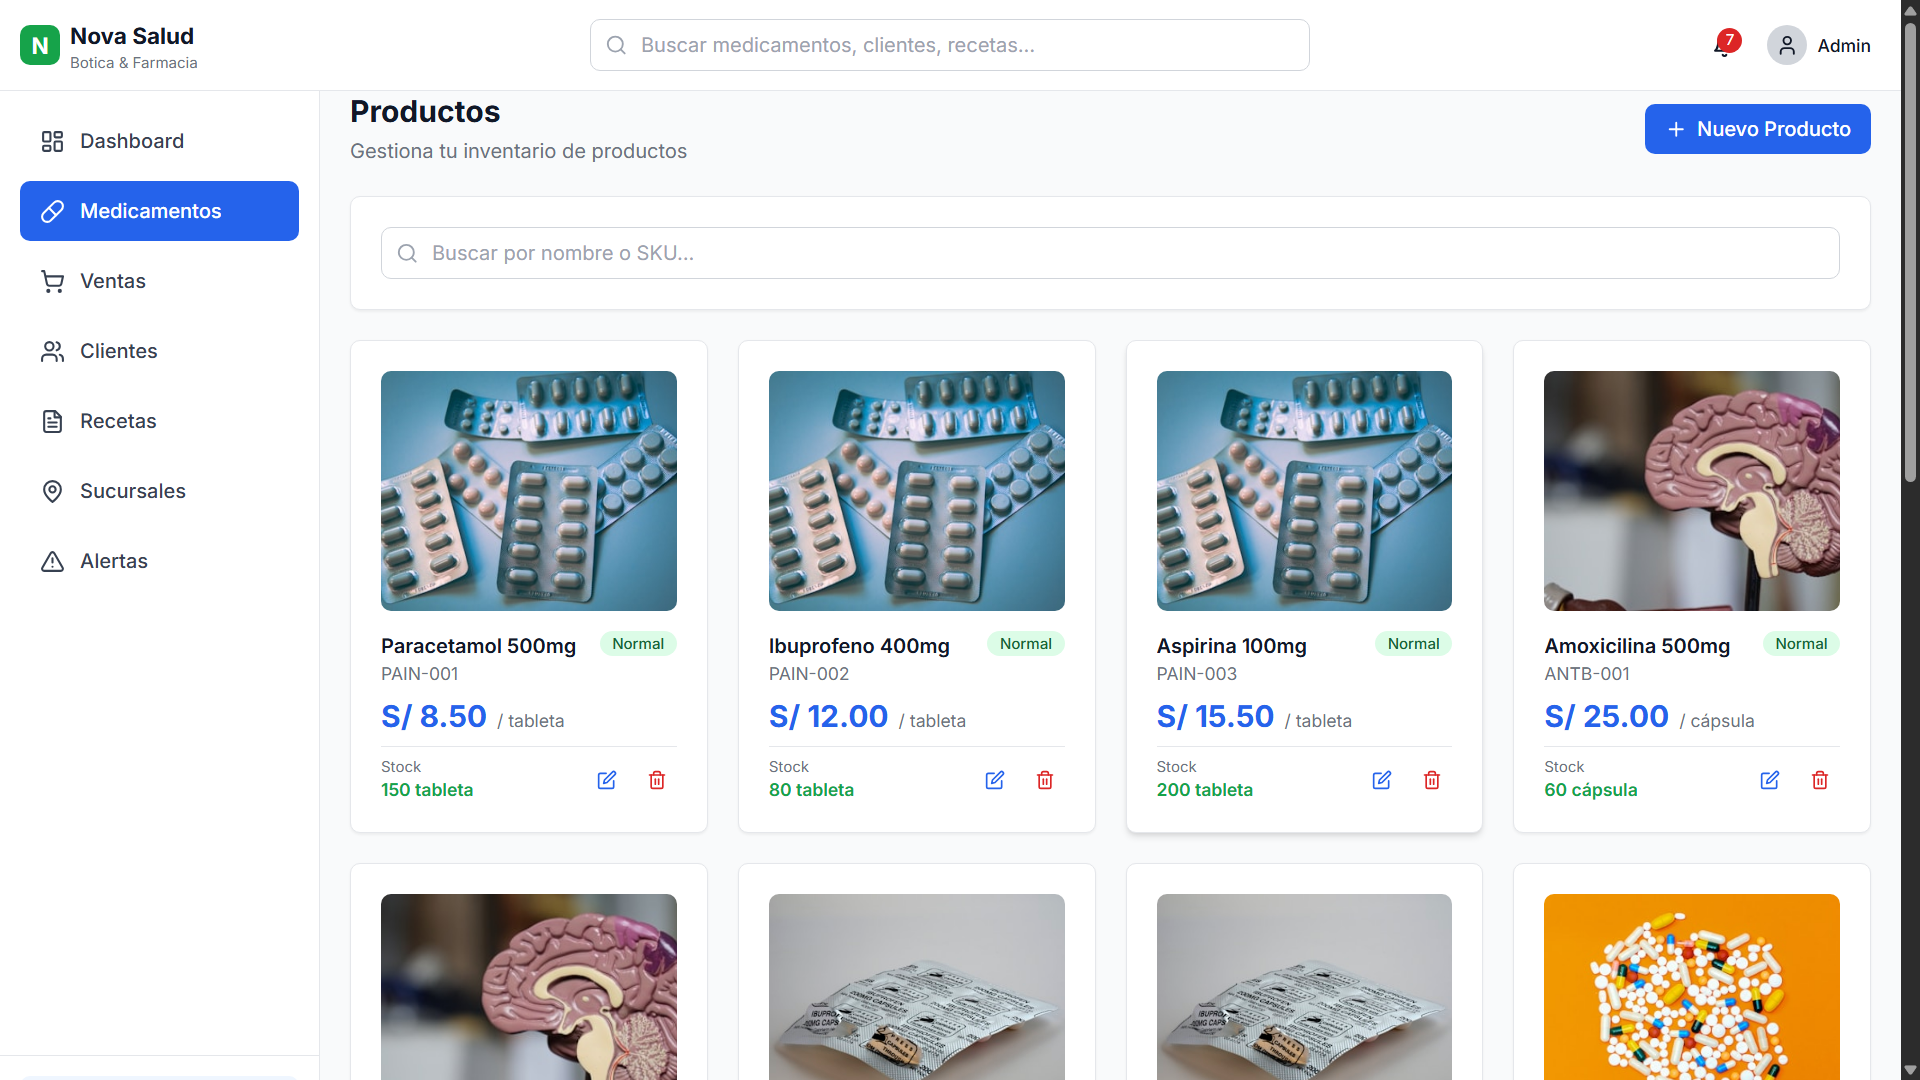 N
Nova Salud
Botica & Farmacia
Buscar medicamentos, clientes, recetas...
7
Admin
Dashboard
Medicamentos
Ventas
Clientes
Recetas
Sucursales
Alertas
Productos
Gestiona tu inventario de productos
Nuevo Producto
Buscar por nombre o SKU...
Paracetamol 500mg
Normal
PAIN-001
S/ 8.50 / tableta
Stock
150 tableta
Ibuprofeno 400mg
Normal
PAIN-002
S/ 12.00 / tableta
Stock
80 tableta
Aspirina 100mg
Normal
PAIN-003
S/ 15.50 / tableta
Stock
200 tableta
Amoxicilina 500mg
Normal
ANTB-001
S/ 25.00 / cápsula
Stock
60 cápsula